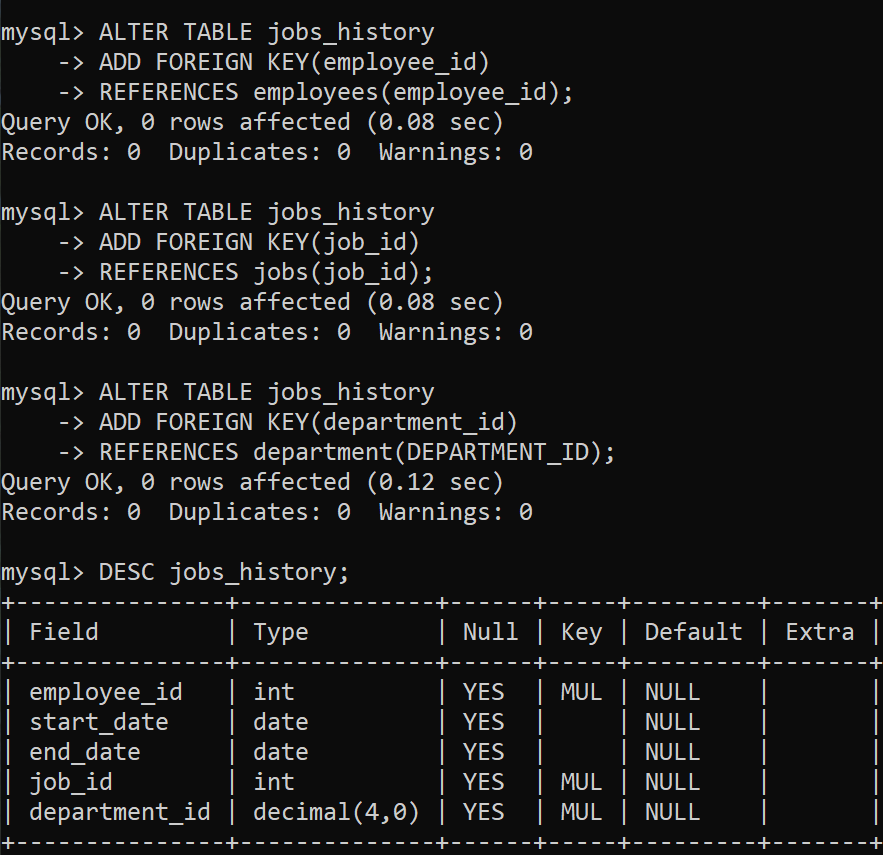 mysql> ALTER TABLE jobs_history
    -> ADD FOREIGN KEY(employee_id)
    -> REFERENCES employees(employee_id);
Query OK, 0 rows affected (0.08 sec)
Records: 0  Duplicates: 0  Warnings: 0

mysql> ALTER TABLE jobs_history
    -> ADD FOREIGN KEY(job_id)
    -> REFERENCES jobs(job_id);
Query OK, 0 rows affected (0.08 sec)
Records: 0  Duplicates: 0  Warnings: 0

mysql> ALTER TABLE jobs_history
    -> ADD FOREIGN KEY(department_id)
    -> REFERENCES department(DEPARTMENT_ID);
Query OK, 0 rows affected (0.12 sec)
Records: 0  Duplicates: 0  Warnings: 0

mysql> DESC jobs_history;
+---------------+--------------+------+-----+---------+-------+
| Field         | Type         | Null | Key | Default | Extra |
+---------------+--------------+------+-----+---------+-------+
| employee_id   | int          | YES  | MUL | NULL    |       |
| start_date    | date         | YES  |     | NULL    |       |
| end_date      | date         | YES  |     | NULL    |       |
| job_id        | int          | YES  | MUL | NULL    |       |
| department_id | decimal(4,0) | YES  | MUL | NULL    |       |
+---------------+--------------+------+-----+---------+-------+